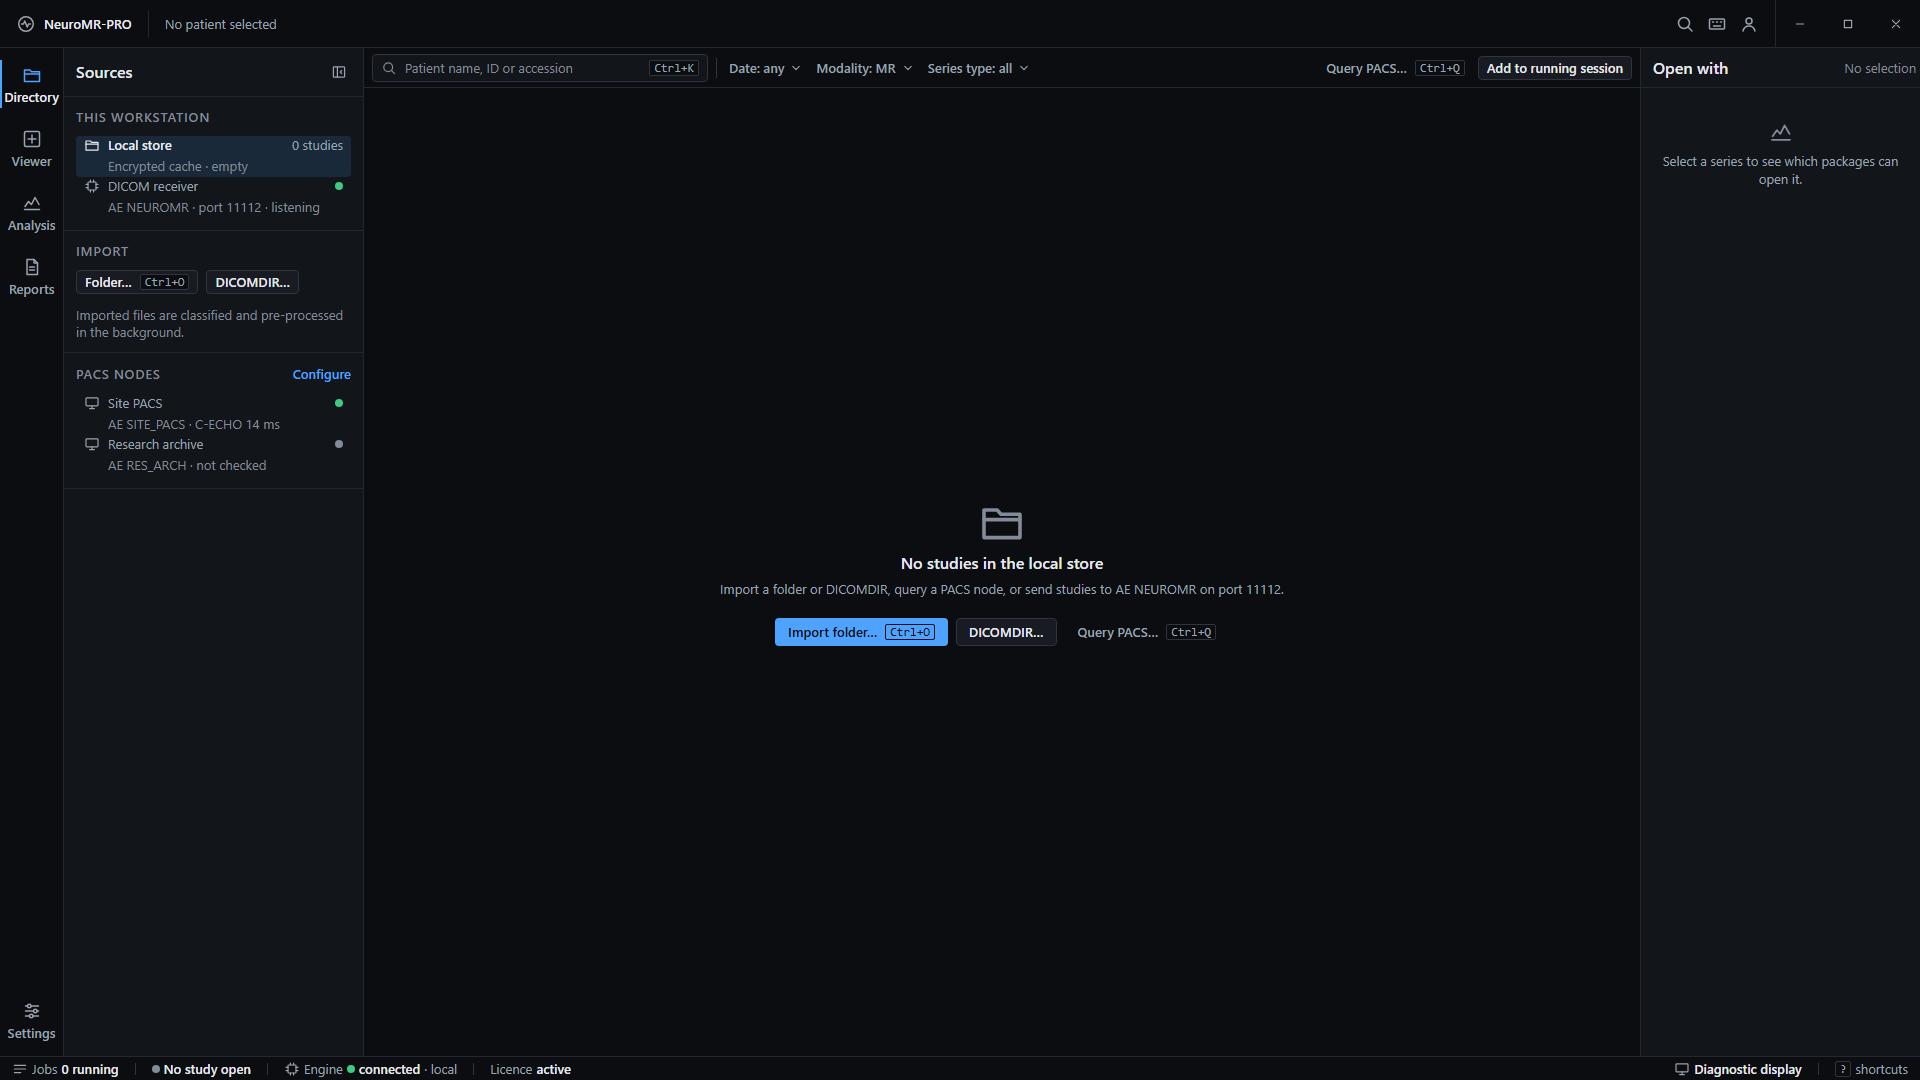 NeuroMR-PRO No patient selected
Directory
Viewer
Analysis
Reports
Settings
Sources
THIS WORKSTATION
Local store 0 studies
Encrypted cache · empty
DICOM receiver
AE NEUROMR · port 11112 · listening
IMPORT
Folder... Ctrl+O DICOMDIR...
Imported files are classified and pre-processed
in the background.
PACS NODES Configure
Site PACS
AE SITE_PACS · C-ECHO 14 ms
Research archive
AE RES_ARCH · not checked
Patient name, ID or accession Ctrl+K Date: any Modality: MR Series type: all Query PACS... Ctrl+Q Add to running session
No studies in the local store
Import a folder or DICOMDIR, query a PACS node, or send studies to AE NEUROMR on port 11112.
Import folder... Ctrl+O DICOMDIR... Query PACS... Ctrl+Q
Open with No selection
Select a series to see which packages can
open it.
Jobs 0 running No study open Engine connected · local Licence active Diagnostic display ? shortcuts